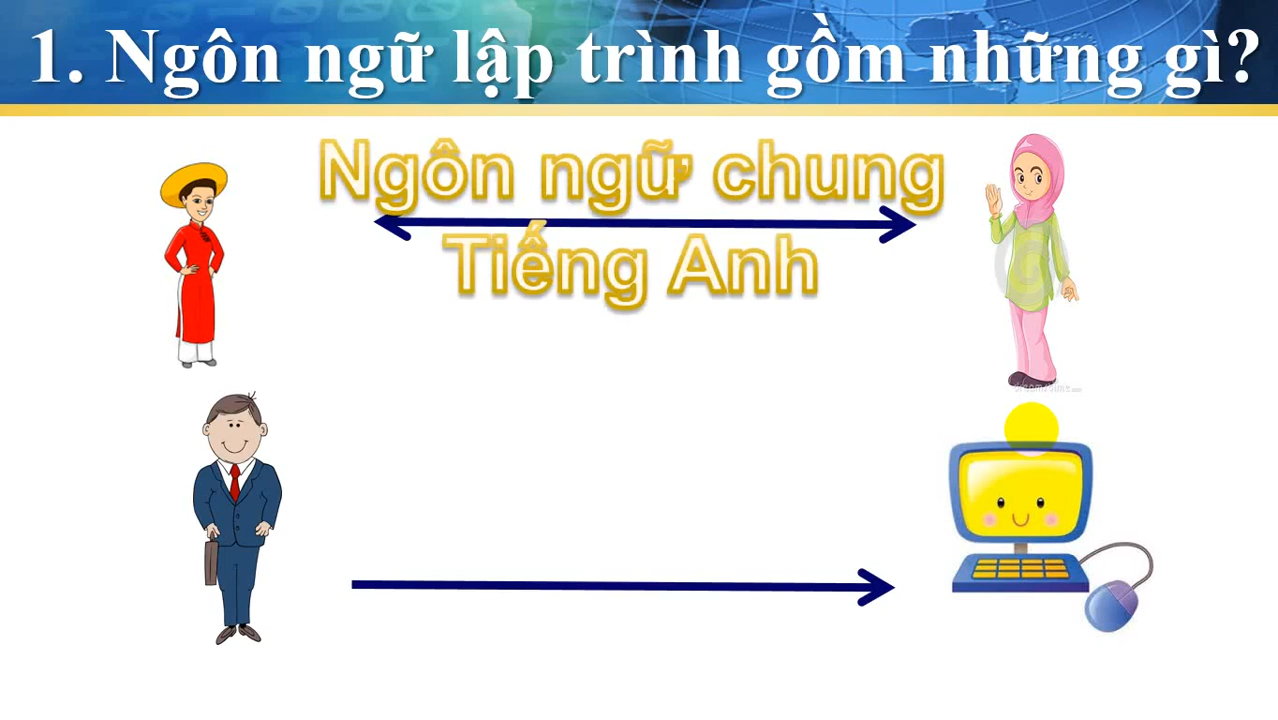 1. Ngôn ngữ lập trình gồm những gì?
Ngôn ngữ chung
Tiếng Anh